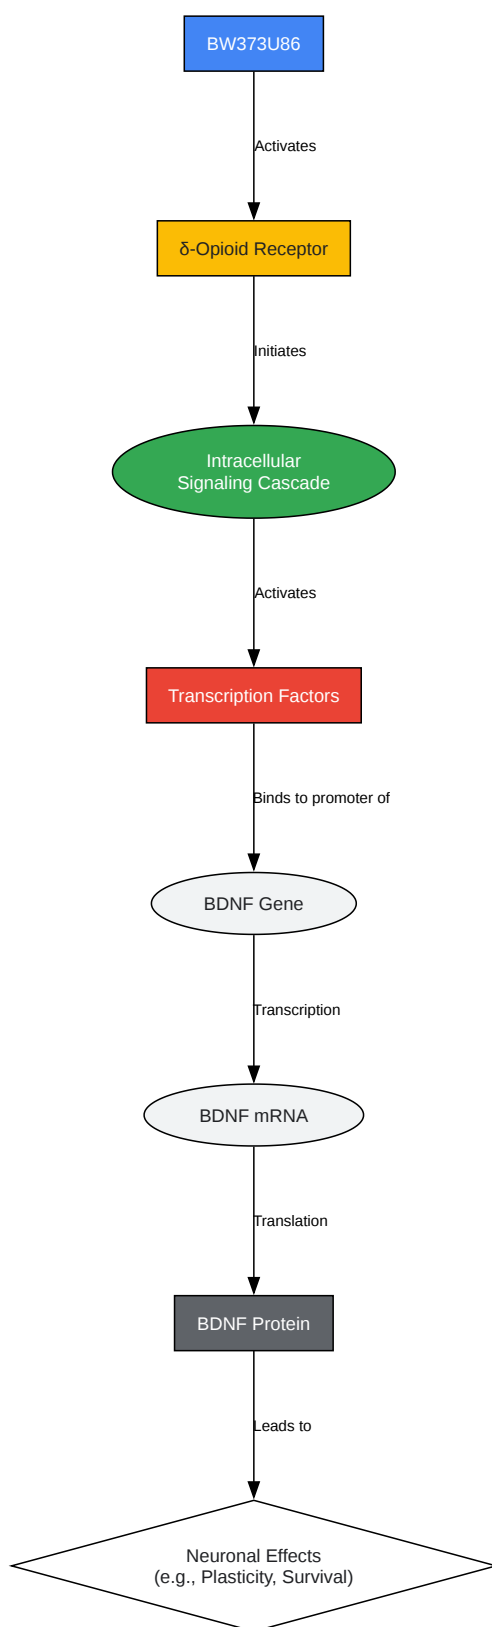 BW373U86
Activates
δ-Opioid Receptor
Initiates
Intracellular
Signaling Cascade
Activates
Transcription Factors
Binds to promoter of
BDNF Gene
Transcription
BDNF mRNA
Translation
BDNF Protein
Leads to
Neuronal Effects
(e.g., Plasticity, Survival)